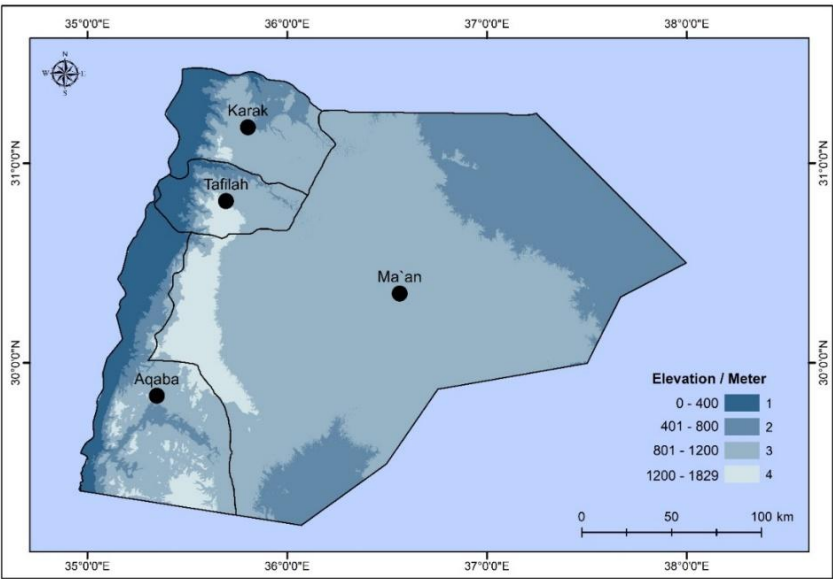 35°0'0"E 36°0'0"E 37°0'0"E 38°0'0"E
N
W E
S
Karak
31°0'0"N 31°0'0"N
Tafilah
Ma`an
30°0'0"N 30°0'0"N
Aqaba
Elevation / Meter
0 - 400 1
401 - 800 2
801 - 1200 3
1200 - 1829 4
0 50 100 km
35°0'0"E 36°0'0"E 37°0'0"E 38°0'0"E